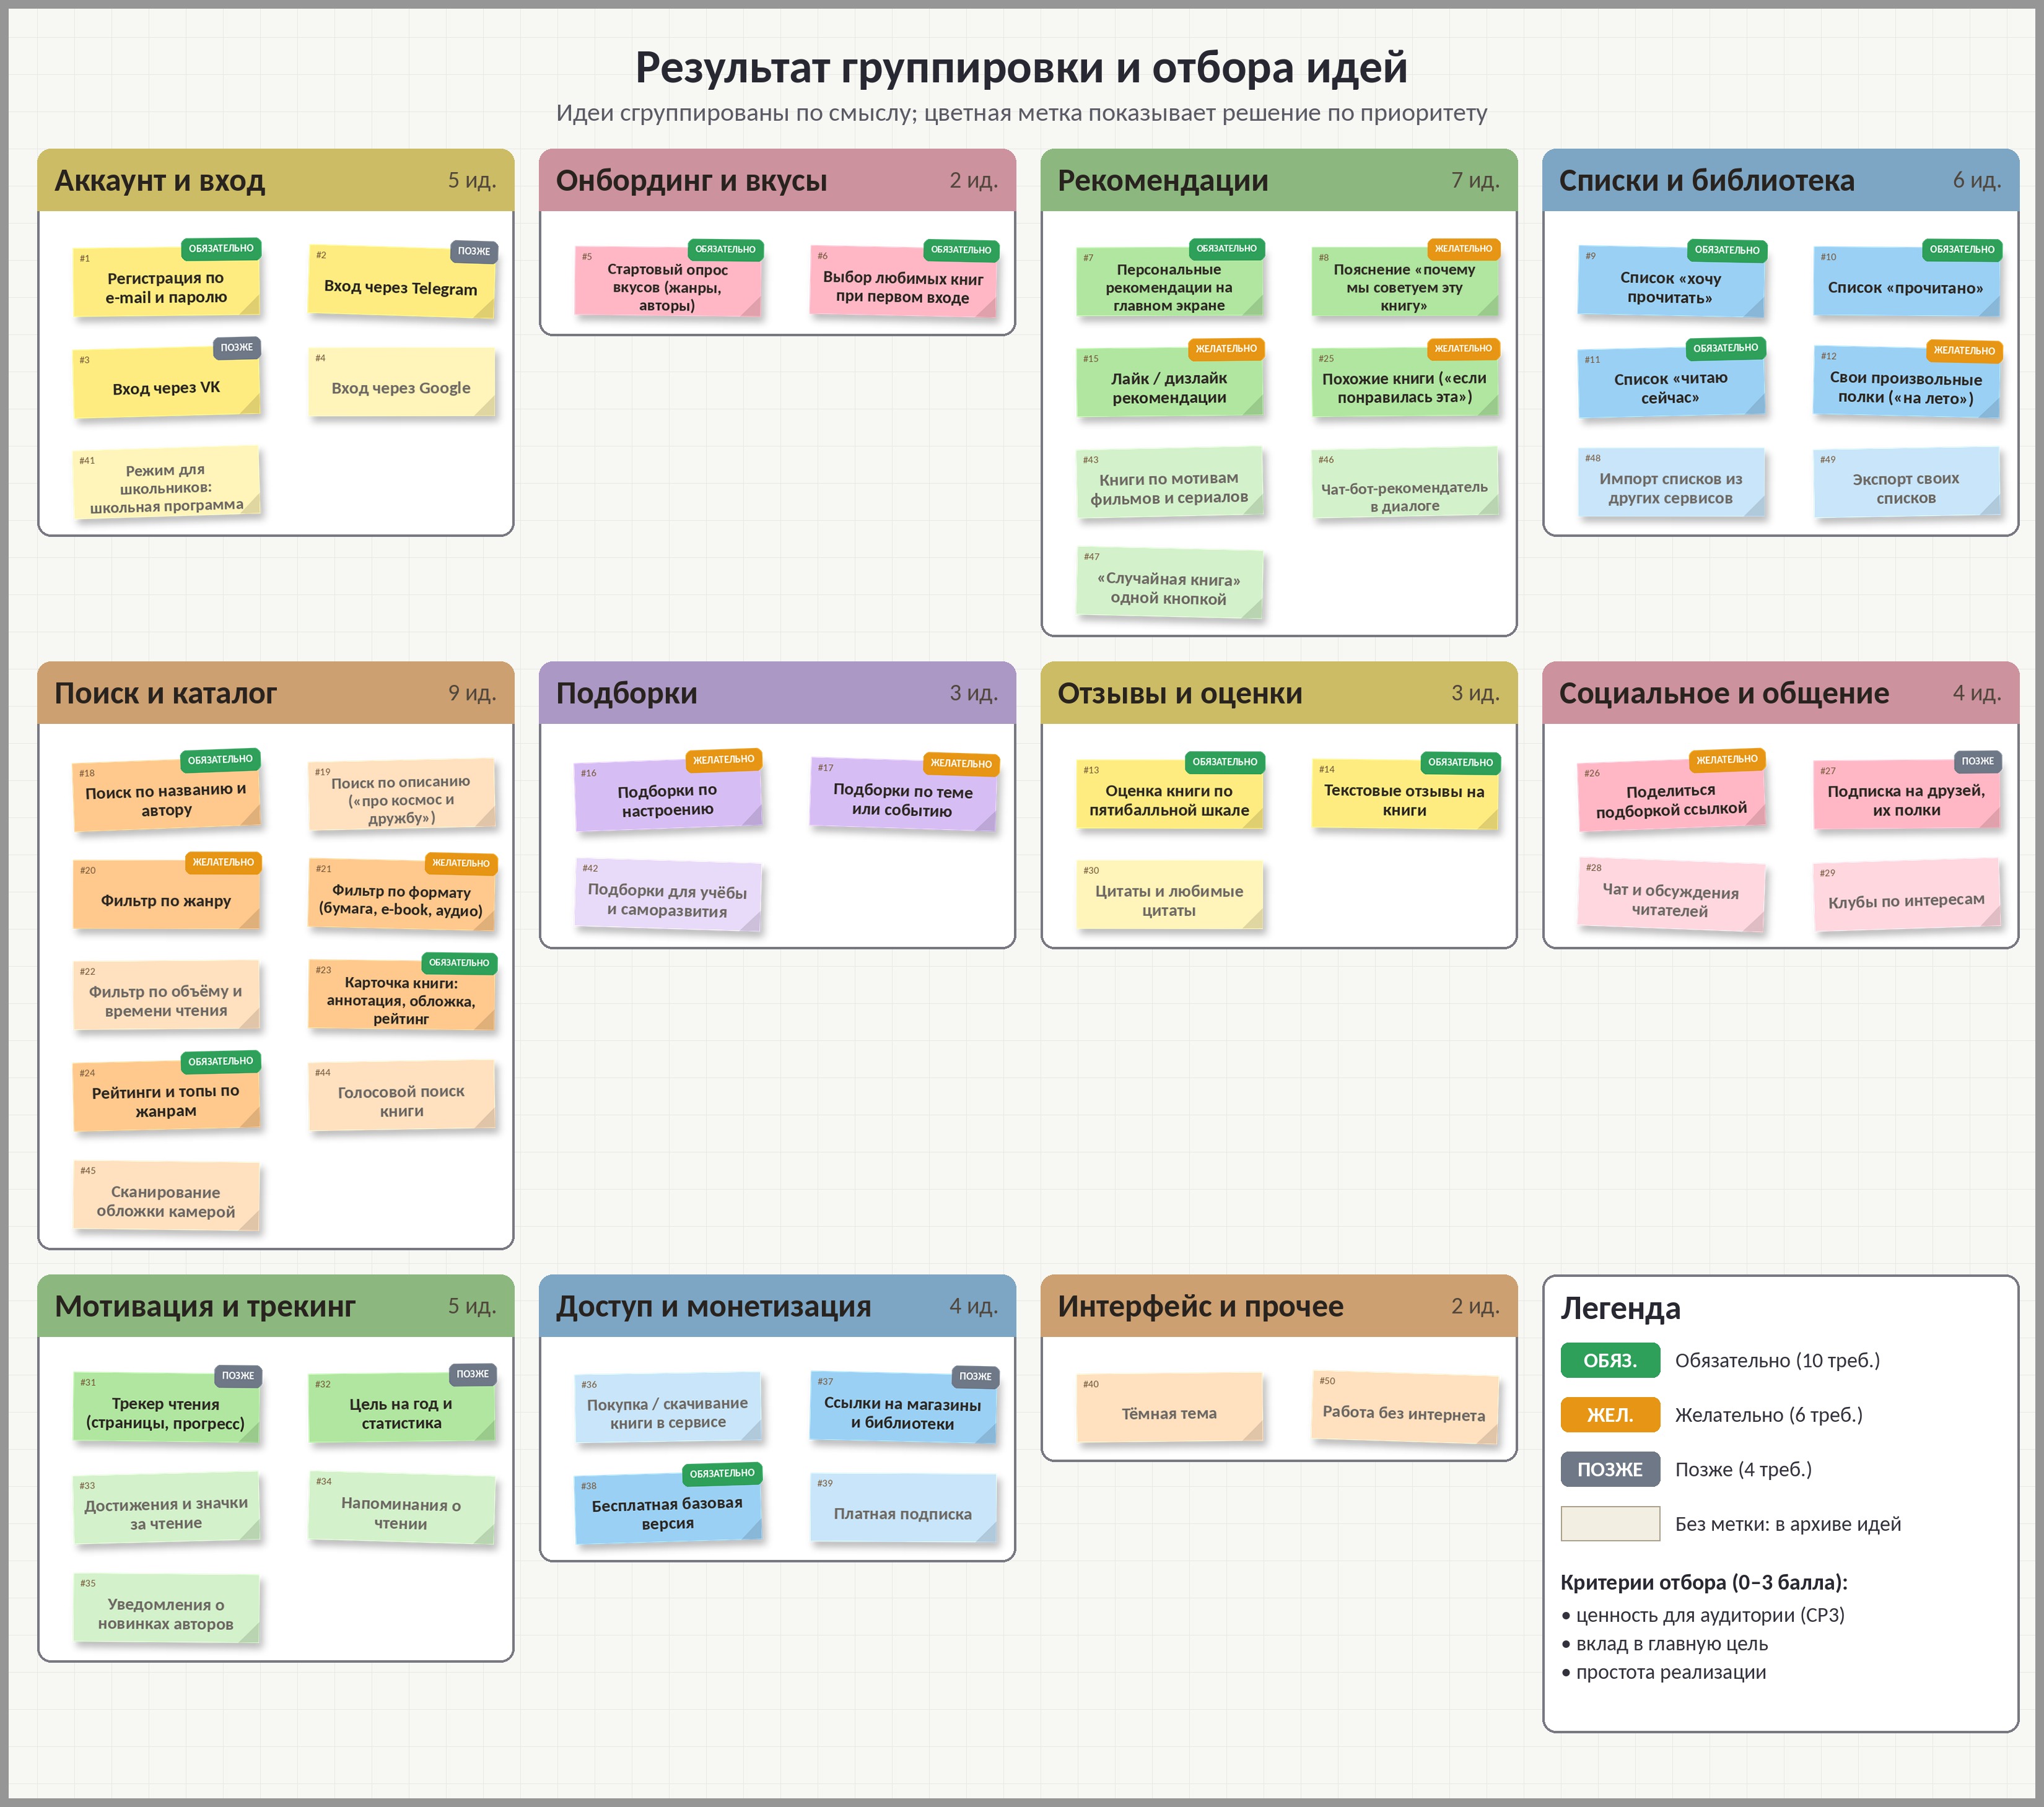 Результат группировки и отбора идей
Идеи сгруппированы по смыслу; цветная метка показывает решение по приоритету
Аккаунт и вход
5 ид.
#1
ОБЯЗАТЕЛЬНО
Регистрация по
e-mail и паролю
#2
ПОЗЖЕ
Вход через Telegram
#3
ПОЗЖЕ
Вход через VK
#4
Вход через Google
#41
Режим для
школьников:
школьная программа
Онбординг и вкусы
2 ид.
#5
ОБЯЗАТЕЛЬНО
Стартовый опрос
вкусов (жанры,
авторы)
#6
ОБЯЗАТЕЛЬНО
Выбор любимых книг
при первом входе
Рекомендации
7 ид.
#7
ОБЯЗАТЕЛЬНО
Персональные
рекомендации на
главном экране
#8
ЖЕЛАТЕЛЬНО
Пояснение «почему
мы советуем эту
книгу»
#15
ЖЕЛАТЕЛЬНО
Лайк / дизлайк
рекомендации
#25
ЖЕЛАТЕЛЬНО
Похожие книги («если
понравилась эта»)
#43
Книги по мотивам
фильмов и сериалов
#46
Чат-бот-рекомендатель
в диалоге
#47
«Случайная книга»
одной кнопкой
Списки и библиотека
6 ид.
#9
ОБЯЗАТЕЛЬНО
Список «хочу
прочитать»
#10
ОБЯЗАТЕЛЬНО
Список «прочитано»
#11
ОБЯЗАТЕЛЬНО
Список «читаю
сейчас»
#12
ЖЕЛАТЕЛЬНО
Свои произвольные
полки («на лето»)
#48
Импорт списков из
других сервисов
#49
Экспорт своих
списков
Поиск и каталог
9 ид.
#18
ОБЯЗАТЕЛЬНО
Поиск по названию и
автору
#19
Поиск по описанию
(«про космос и
дружбу»)
#20
ЖЕЛАТЕЛЬНО
Фильтр по жанру
#21
ЖЕЛАТЕЛЬНО
Фильтр по формату
(бумага, e-book, аудио)
#22
Фильтр по объёму и
времени чтения
#23
ОБЯЗАТЕЛЬНО
Карточка книги:
аннотация, обложка,
рейтинг
#24
ОБЯЗАТЕЛЬНО
Рейтинги и топы по
жанрам
#44
Голосовой поиск
книги
#45
Сканирование
обложки камерой
Подборки
3 ид.
#16
ЖЕЛАТЕЛЬНО
Подборки по
настроению
#17
ЖЕЛАТЕЛЬНО
Подборки по теме
или событию
#42
Подборки для учёбы
и саморазвития
Отзывы и оценки
3 ид.
#13
ОБЯЗАТЕЛЬНО
Оценка книги по
пятибалльной шкале
#14
ОБЯЗАТЕЛЬНО
Текстовые отзывы на
книги
#30
Цитаты и любимые
цитаты
Социальное и общение
4 ид.
#26
ЖЕЛАТЕЛЬНО
Поделиться
подборкой ссылкой
#27
ПОЗЖЕ
Подписка на друзей,
их полки
#28
Чат и обсуждения
читателей
#29
Клубы по интересам
Мотивация и трекинг
5 ид.
#31
ПОЗЖЕ
Трекер чтения
(страницы, прогресс)
#32
ПОЗЖЕ
Цель на год и
статистика
#33
Достижения и значки
за чтение
#34
Напоминания о
чтении
#35
Уведомления о
новинках авторов
Доступ и монетизация
4 ид.
#36
Покупка / скачивание
книги в сервисе
#37
ПОЗЖЕ
Ссылки на магазины
и библиотеки
#38
ОБЯЗАТЕЛЬНО
Бесплатная базовая
версия
#39
Платная подписка
Интерфейс и прочее
2 ид.
#40
Тёмная тема
#50
Работа без интернета
Легенда
ОБЯЗ.
Обязательно (10 треб.)
ЖЕЛ.
Желательно (6 треб.)
ПОЗЖЕ
Позже (4 треб.)
Без метки: в архиве идей
Критерии отбора (0–3 балла):
• ценность для аудитории (СР3)
• вклад в главную цель
• простота реализации